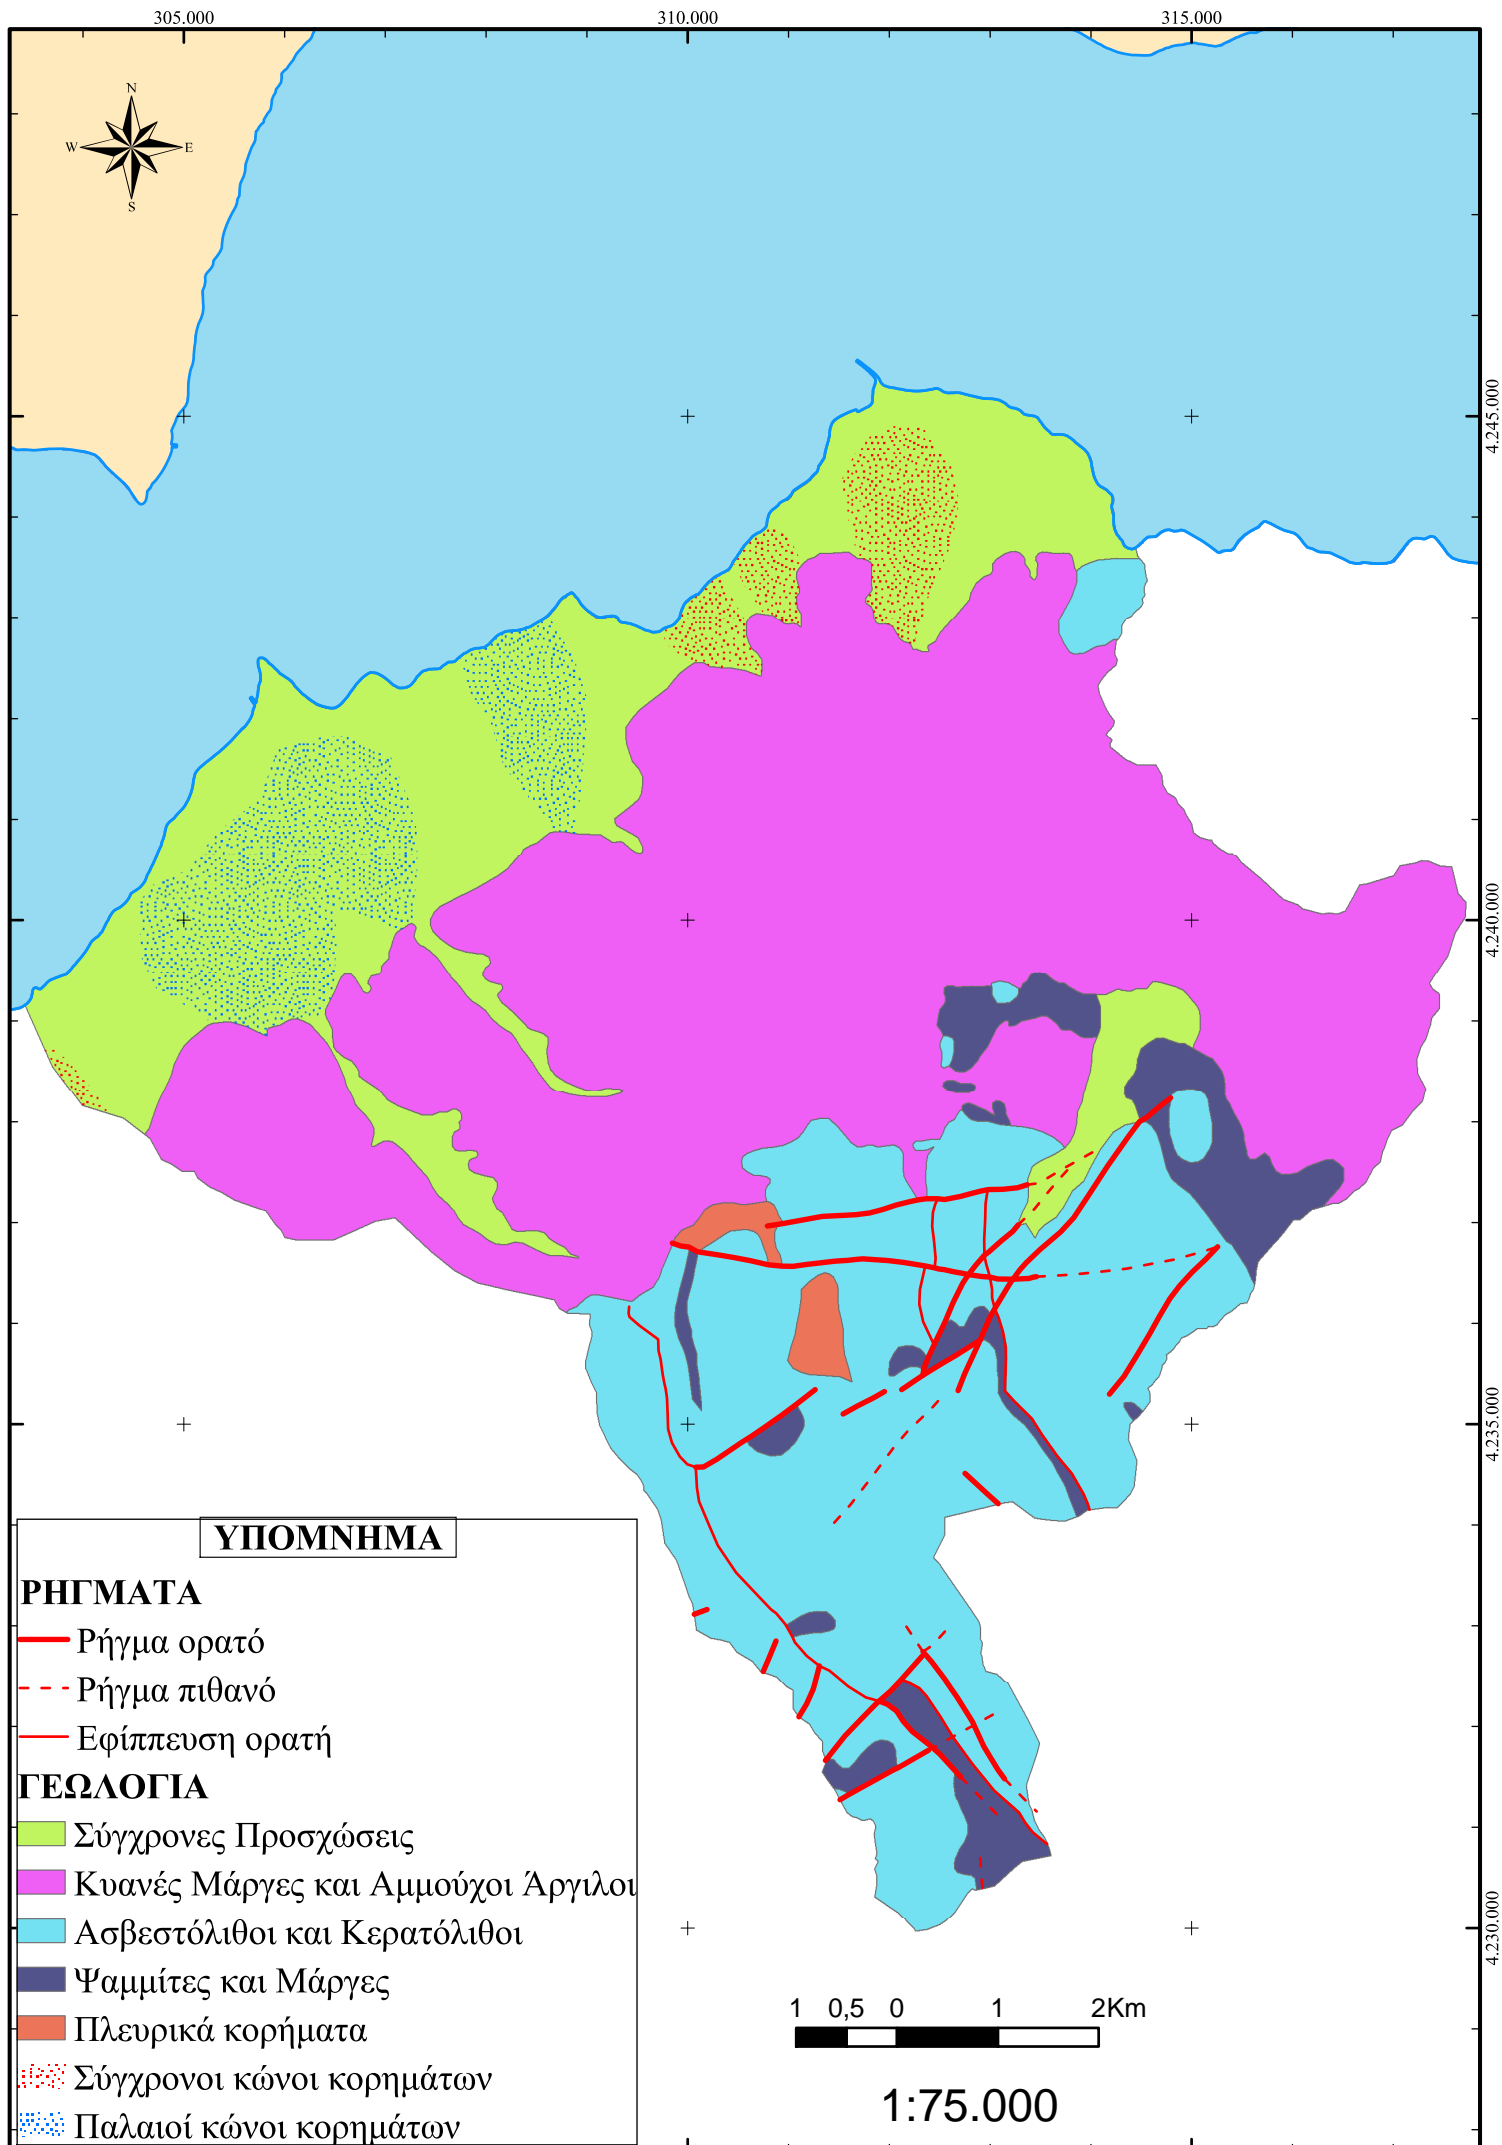 305.000 310.000 315.000
N
W E
S
4.245.000
4.240.000
4.235.000
4.230.000
ΥΠΟΜΝΗΜΑ
ΡΗΓΜΑΤΑ
Ρήγμα ορατό
Ρήγμα πιθανό
Εφίππευση ορατή
ΓΕΩΛΟΓΙΑ
Σύγχρονες Προσχώσεις
Κυανές Μάργες και Αμμούχοι Άργιλοι
Ασβεστόλιθοι και Κερατόλιθοι
Ψαμμίτες και Μάργες
Πλευρικά κορήματα
Σύγχρονοι κώνοι κορημάτων
Παλαιοί κώνοι κορημάτων
1 0,5 0 1 2Km
1:75.000